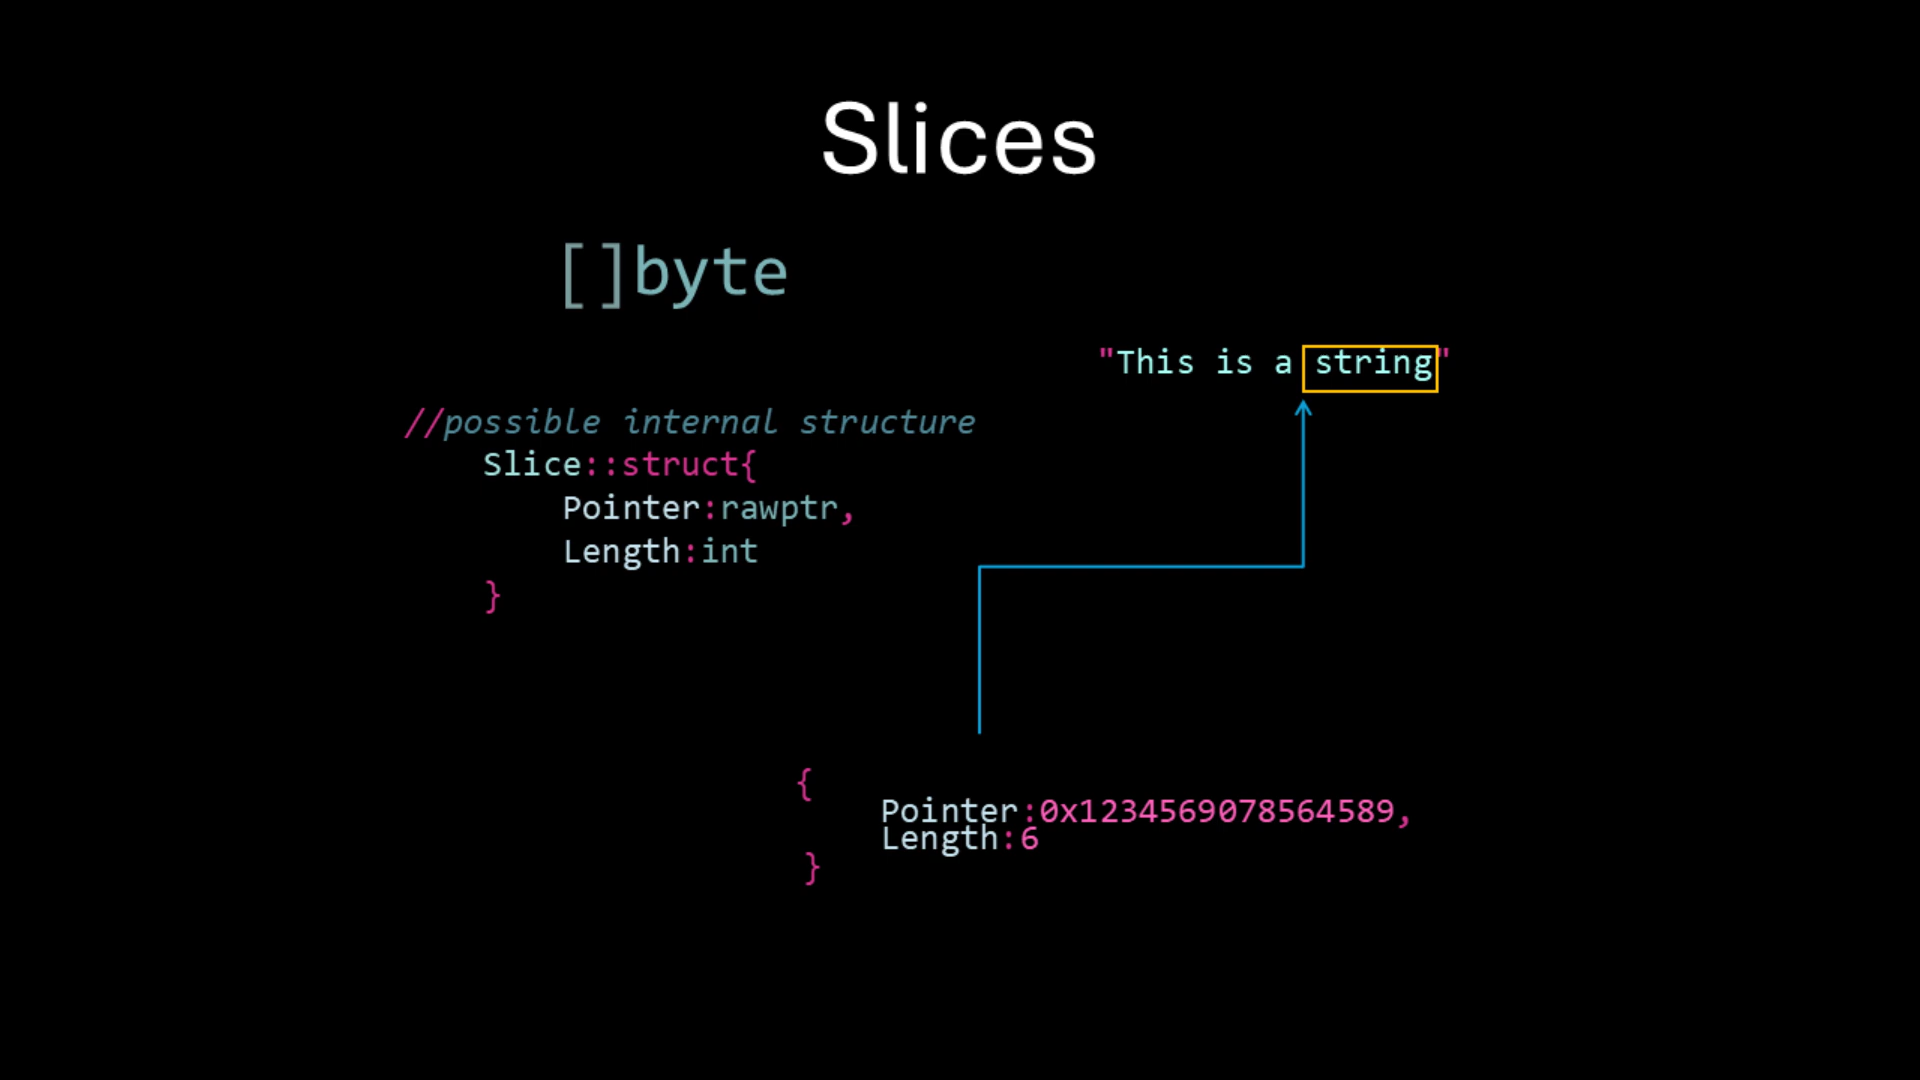 Slices
[]byte
"This is a string"
//possible internal structure
Slice::struct{
Pointer:rawptr,
Length:int
}
{
Pointer:0x1234569078564589,
Length:6
}